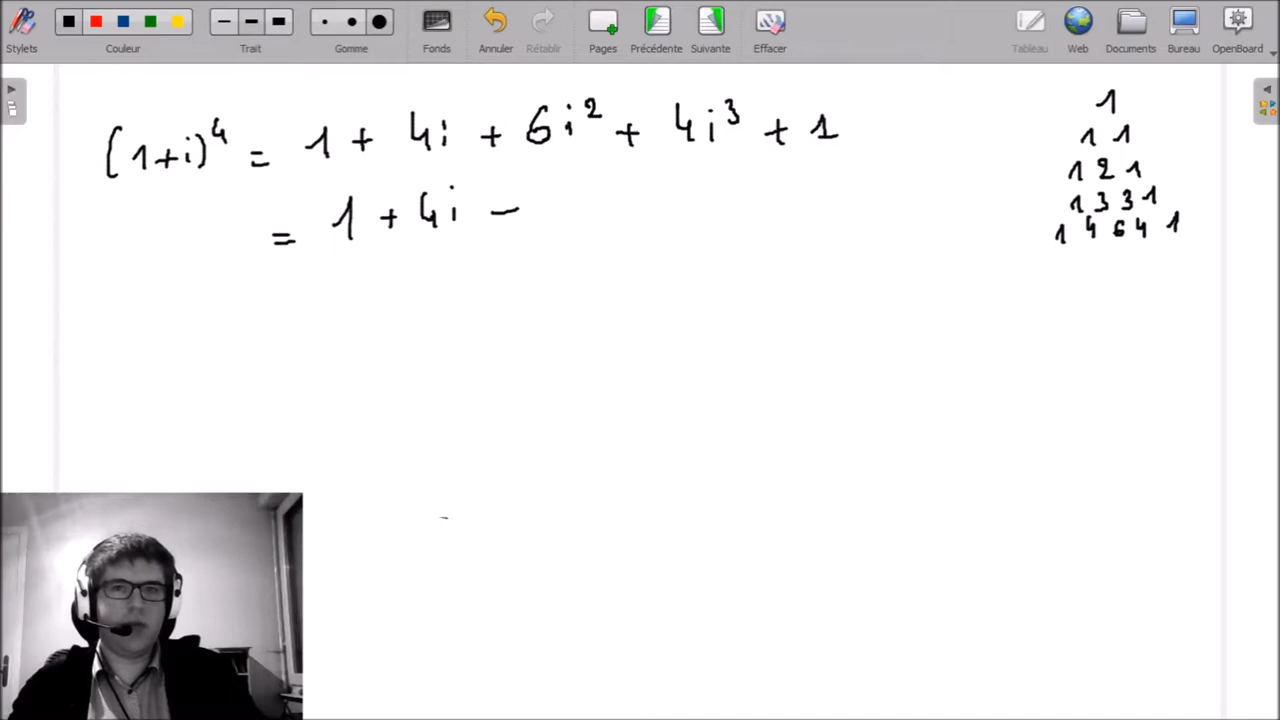 Stylets Couleur Trait Gomme Fonds Annuler Rétablir Pages Précédente Suivante Effacer Tableau Web Documents Bureau OpenBoard
(1+i)⁴ = 1 + 4i + 6i² + 4i³ + 1
= 1 + 4i −
1
1 1
1 2 1
1 3 3 1
1 4 6 4 1